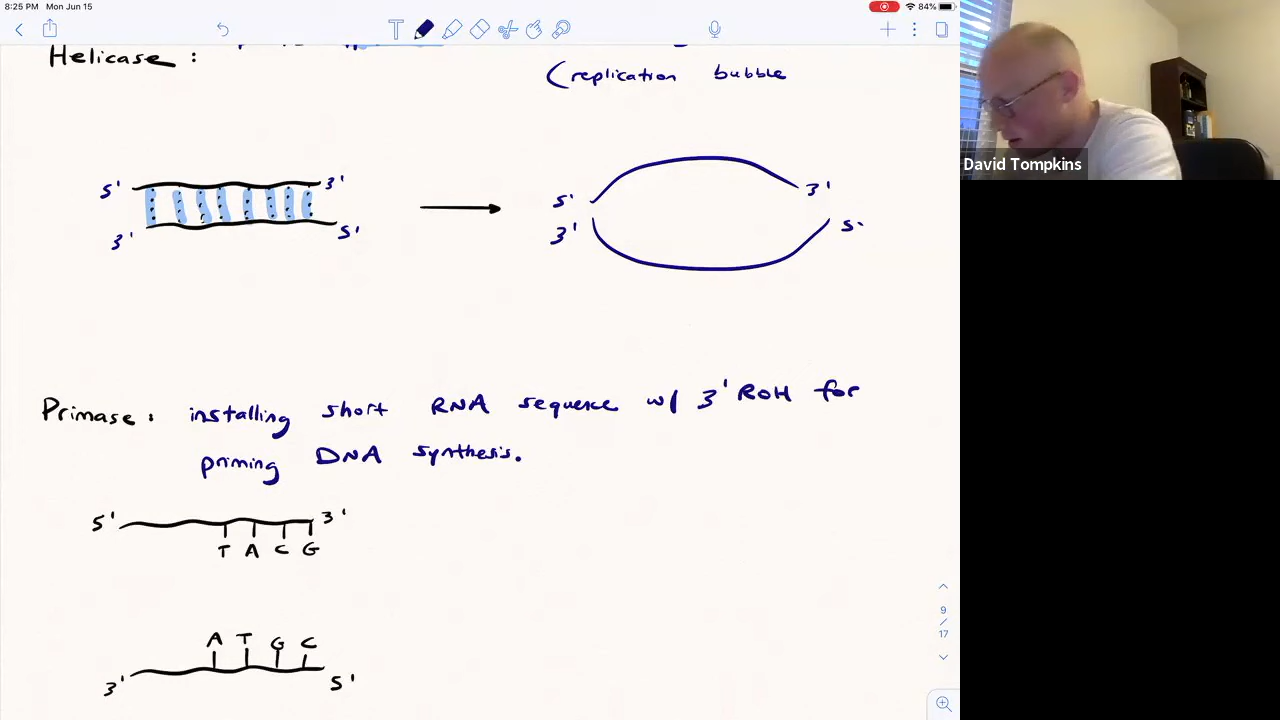 8:25 PM Mon Jun 15
84%
T
Helicase :
(replication bubble
5' 3'
3' 5'
5' 3'
3' 5'
Primase : installing short RNA sequence w/ 3' ROH for
priming DNA synthesis.
5' 3'
T A C G
A T G C
3' 5'
9
/
17
David Tompkins